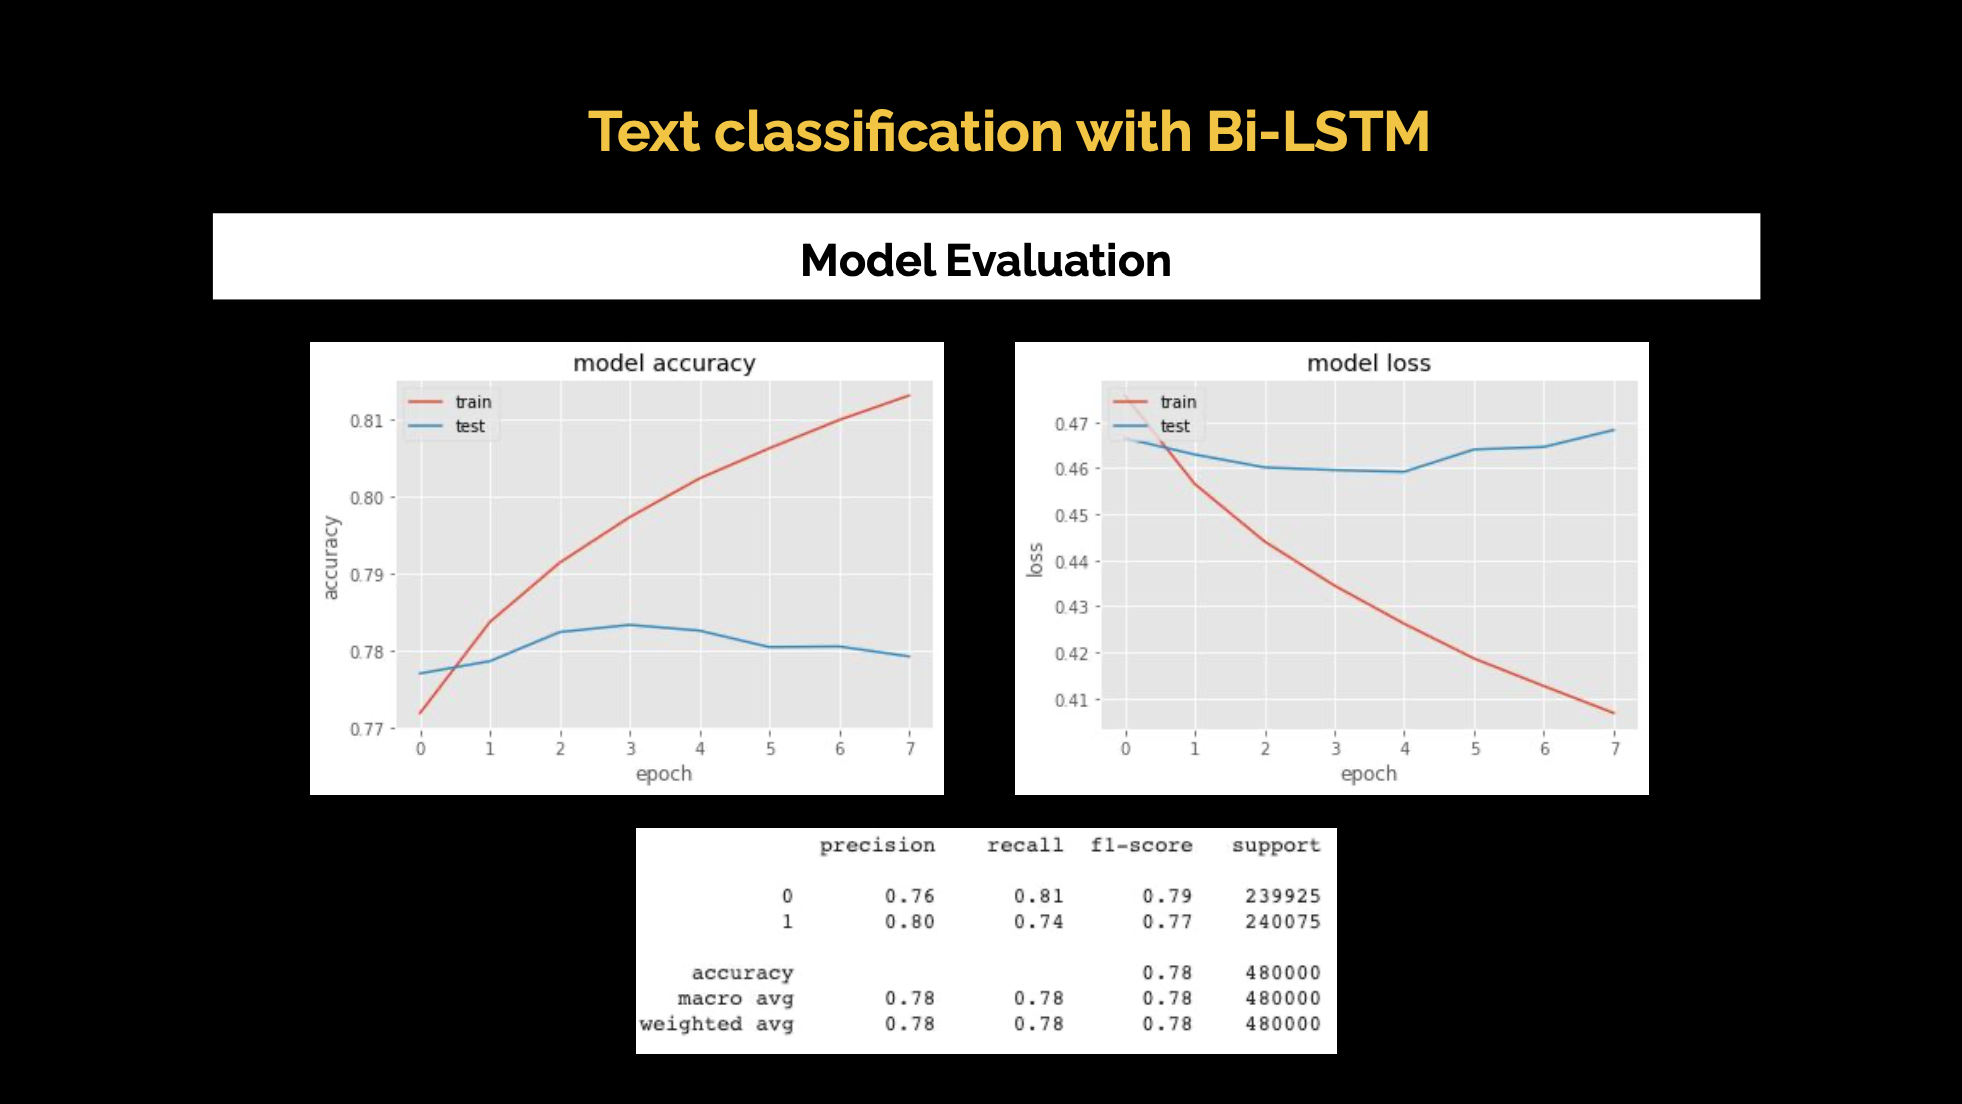 Text classification with Bi-LSTM
Model Evaluation
model accuracy
train
test
0.81
0.80
0.79
0.78
0.77
accuracy
0 1 2 3 4 5 6 7
epoch
model loss
train
test
0.47
0.46
0.45
0.44
0.43
0.42
0.41
loss
0 1 2 3 4 5 6 7
epoch
precision recall f1-score support
0 0.76 0.81 0.79 239925
1 0.80 0.74 0.77 240075
accuracy 0.78 480000
macro avg 0.78 0.78 0.78 480000
weighted avg 0.78 0.78 0.78 480000